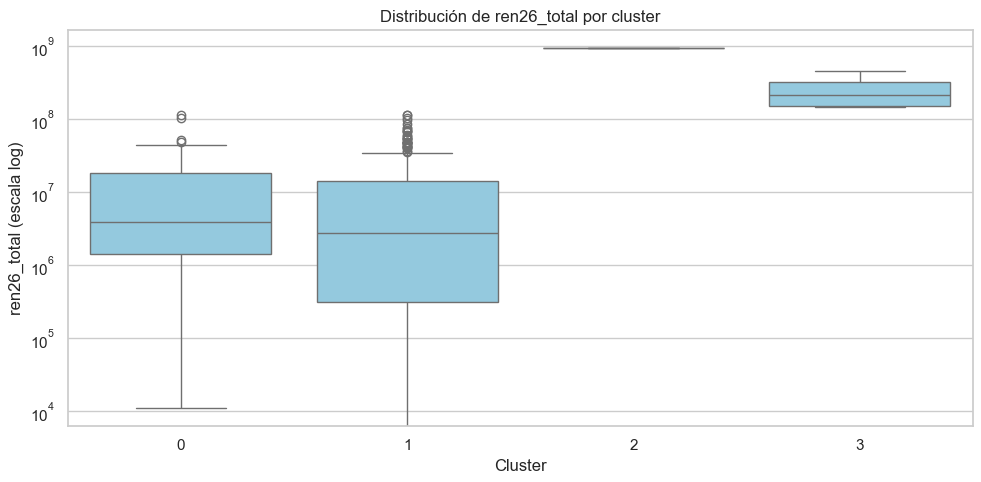 Distribución de ren26_total por cluster
ren26_total (escala log)
10^9
10^8
10^7
10^6
10^5
10^4
0 1 2 3
Cluster